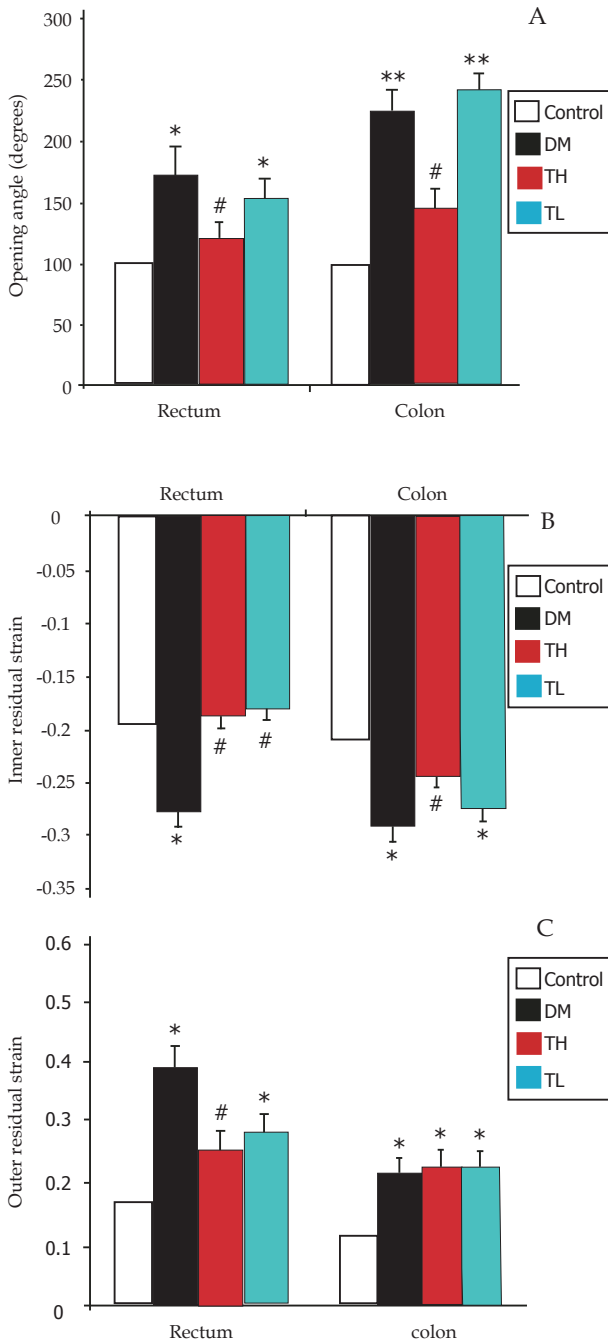 A
300
250
200
150
100
50
0
Opening angle (degrees)
*
#
*
**
#
**
Rectum
Colon
Control
DM
TH
TL
Rectum
Colon
B
0
-0.05
-0.1
-0.15
-0.2
-0.25
-0.3
-0.35
Inner residual strain
*
#
#
*
#
*
Control
DM
TH
TL
C
0.6
0.5
0.4
0.3
0.2
0.1
0
Outer residual strain
*
#
*
*
*
*
Rectum
colon
Control
DM
TH
TL